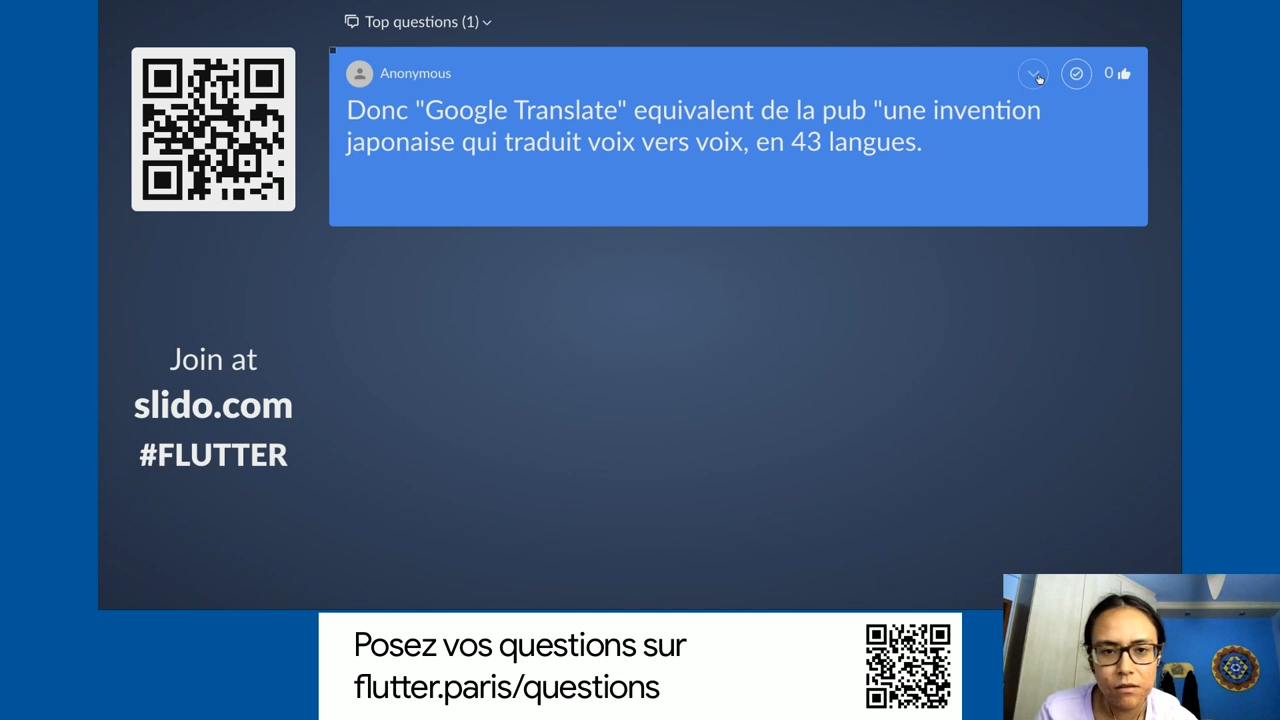 Top questions (1)
Anonymous
0
Donc "Google Translate" equivalent de la pub "une invention
japonaise qui traduit voix vers voix, en 43 langues.
Join at
slido.com
#FLUTTER
Posez vos questions sur
flutter.paris/questions